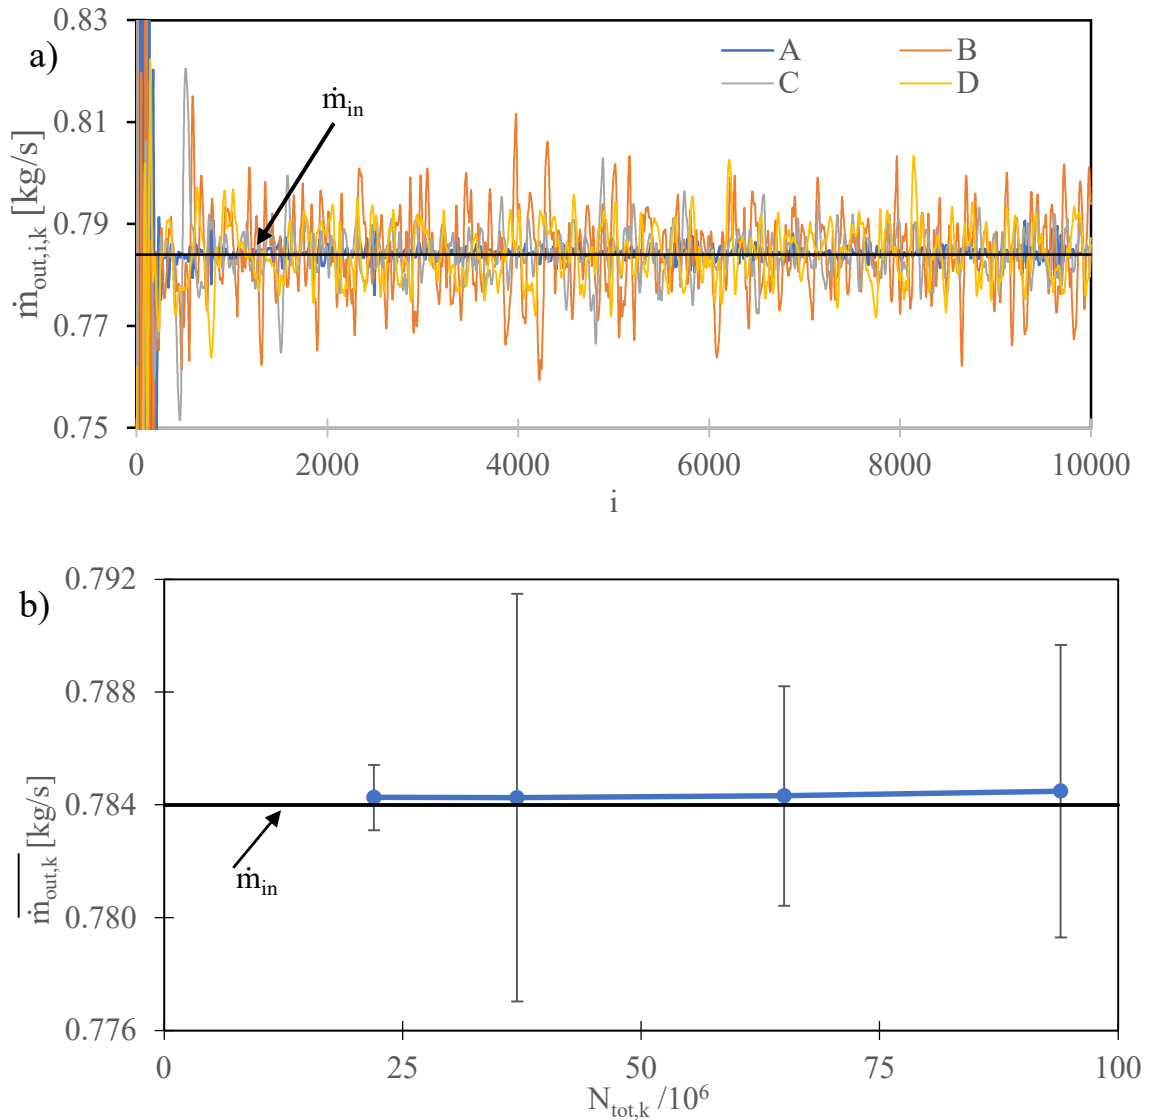 a)
ṁout,i,k [kg/s]
0.83
0.81
0.79
0.77
0.75
A B
C D
ṁin
0 2000 4000 6000 8000 10000
i
b)
ṁout,k [kg/s]
0.792
0.788
0.784
0.780
0.776
ṁin
0 25 50 75 100
Ntot,k /10⁶